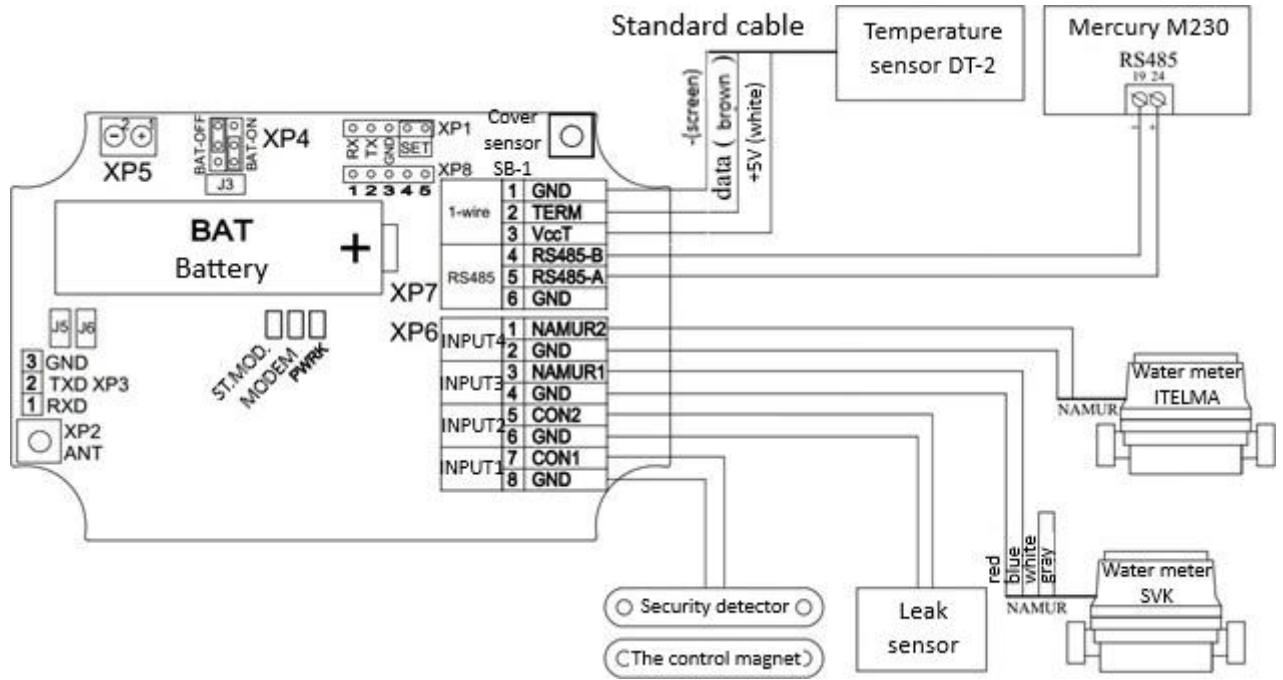 Standard cable
Temperature
sensor DT-2
Mercury M230
RS485
19 24
- +
-(screen)
data ( brown )
+5V (white)
2 1
- +
XP5
BAT-OFF
BAT-ON
XP4
J3
XP1
RX
TX
GND
SET
XP8
1 2 3 4 5
Cover
sensor
SB-1
1-wire
1 GND
2 TERM
3 VccT
RS485
4 RS485-B
5 RS485-A
6 GND
XP7
BAT
Battery
+
J5 J6
ST.MOD.
MODEM
PWRK
3 GND
2 TXD XP3
1 RXD
XP2
ANT
XP6
INPUT4
1 NAMUR2
2 GND
INPUT3
3 NAMUR1
4 GND
INPUT2
5 CON2
6 GND
INPUT1
7 CON1
8 GND
Water meter
ITELMA
NAMUR
red
blue
white
gray
NAMUR
Water meter
SVK
Security detector
The control magnet
Leak
sensor